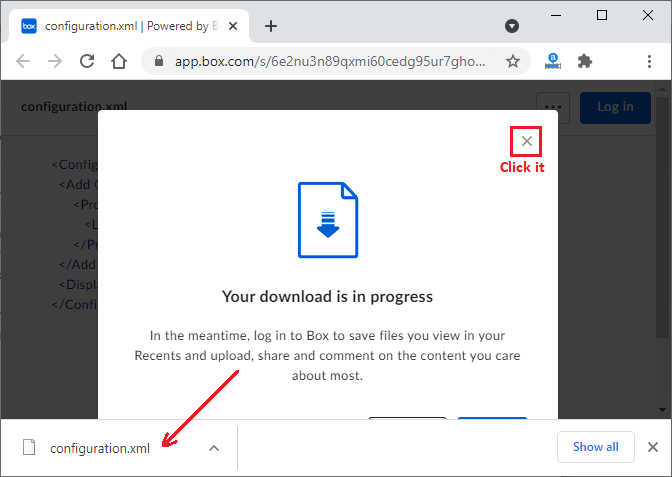 box
configuration.xml | Powered by B
app.box.com/s/6e2nu3n89qxmi60cedg95ur7gho...
configuration.xml
Log in
Click it
<Config
<Add
<Pro
<L
</Pr
</Add
<Displa
</Confi
Your download is in progress
In the meantime, log in to Box to save files you view in your
Recents and upload, share and comment on the content you care
about most.
configuration.xml
Show all